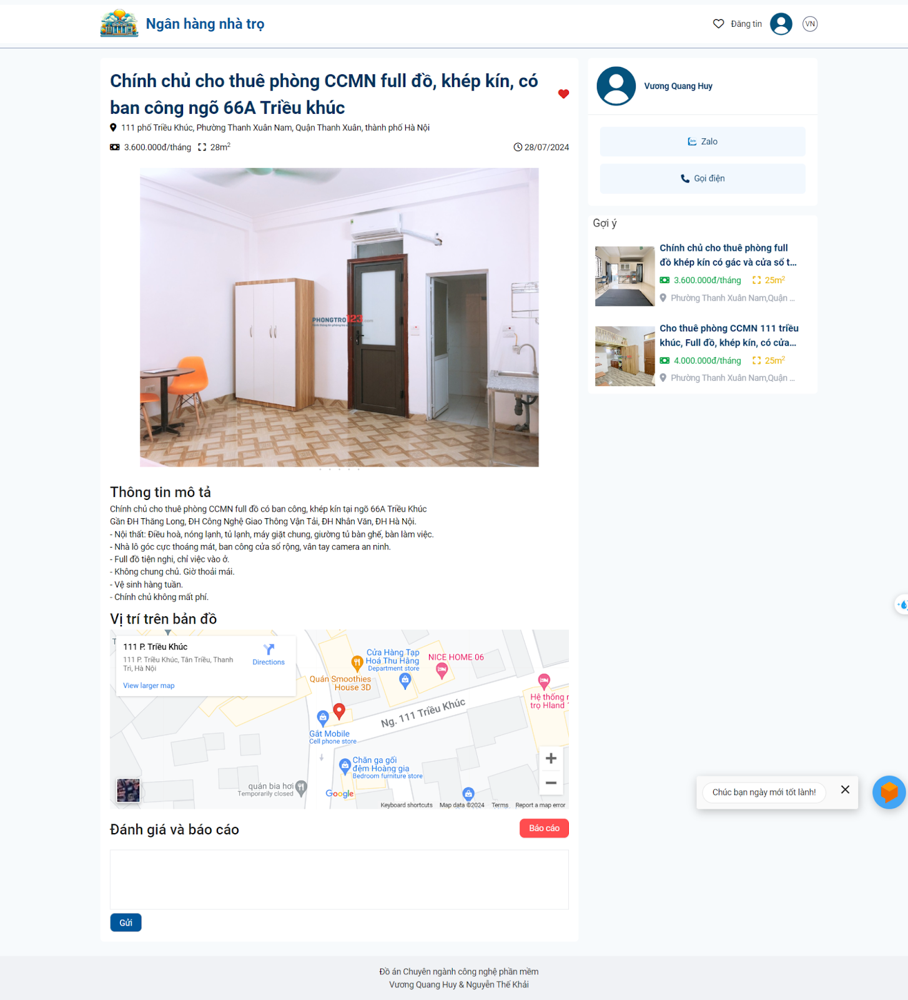 Ngân hàng nhà trọ
Đăng tin
VN
Chính chủ cho thuê phòng CCMN full đồ, khép kín, có
ban công ngõ 66A Triều khúc
111 phố Triều Khúc, Phường Thanh Xuân Nam, Quận Thanh Xuân, thành phố Hà Nội
3.600.000đ/tháng 28m²
28/07/2024
PHONGTRO123.com
Thông tin mô tả
Chính chủ cho thuê phòng CCMN full đồ có ban công, khép kín tại ngõ 66A Triều Khúc
Gần ĐH Thăng Long, ĐH Công Nghệ Giao Thông Vận Tải, ĐH Nhân Văn, ĐH Hà Nội.
- Nội thất: Điều hoà, nóng lạnh, tủ lạnh, máy giặt chung, giường tủ bàn ghế, bàn làm việc.
- Nhà lô góc cực thoáng mát, ban công cửa sổ rộng, vân tay camera an ninh.
- Full đồ tiện nghi, chỉ việc vào ở.
- Không chung chủ. Giờ thoải mái.
- Vệ sinh hàng tuần.
- Chính chủ không mất phí.
Vị trí trên bản đồ
111 P. Triều Khúc
111 P. Triều Khúc, Tân Triều, Thanh
Trì, Hà Nội
Directions
View larger map
Cửa Hàng Tạp
Hoá Thu Hằng
Department store
NICE HOME 06
Quán Smoothies
House 3D
Hệ thống r
trọ Hland
Ng. 111 Triều Khúc
Gắt Mobile
Cell phone store
Chăn ga gối
đệm Hoàng gia
Bedroom furniture store
quán bia hơi
Temporarily closed
Google
Keyboard shortcuts Map data ©2024 Terms Report a map error
Đánh giá và báo cáo
Báo cáo
Gửi
Vương Quang Huy
Zalo
Gọi điện
Gợi ý
Chính chủ cho thuê phòng full
đồ khép kín có gác và cửa sổ t...
3.600.000đ/tháng 25m²
Phường Thanh Xuân Nam,Quận ...
Cho thuê phòng CCMN 111 triều
khúc, Full đồ, khép kín, có cửa...
4.000.000đ/tháng 25m²
Phường Thanh Xuân Nam,Quận ...
Chúc bạn ngày mới tốt lành!
Đồ án Chuyên ngành công nghệ phần mềm
Vương Quang Huy & Nguyễn Thế Khải